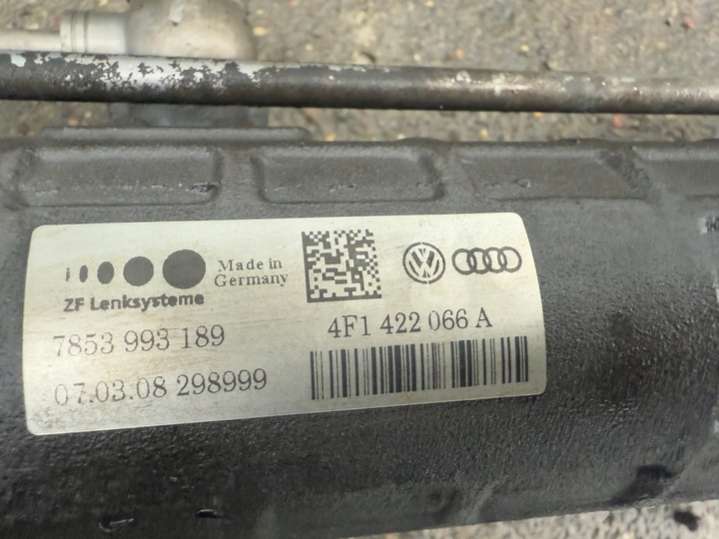 Made in
Germany
ZF Lenksysteme
7853 993 189
4F1 422 066 A
07.03.08 298999